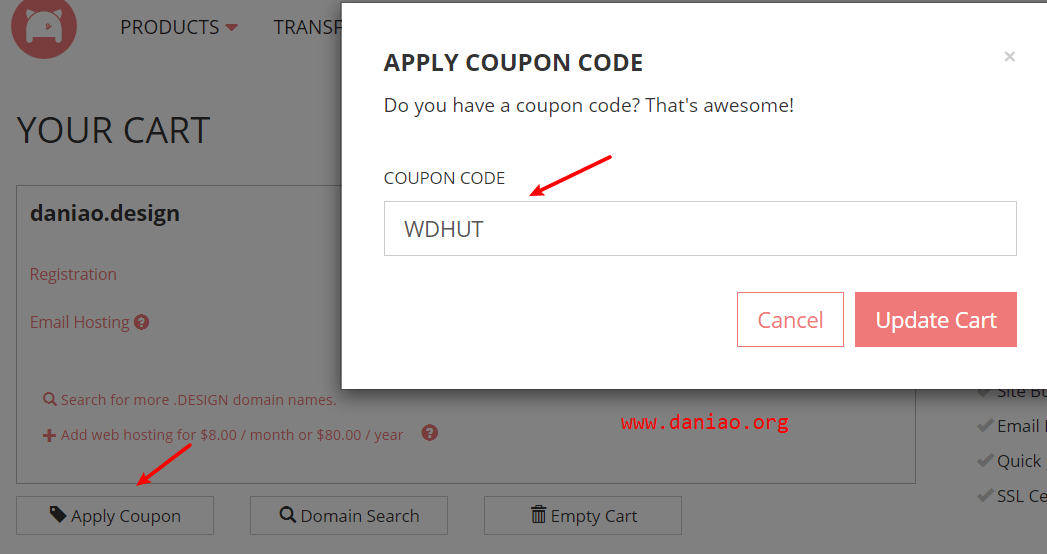 PRODUCTS
TRANSF
APPLY COUPON CODE
×
Do you have a coupon code? That's awesome!
YOUR CART
COUPON CODE
WDHUT
Cancel
Update Cart
daniao.design
Registration
Email Hosting ?
Search for more .DESIGN domain names.
Add web hosting for $8.00 / month or $80.00 / year ?
www.daniao.org
Apply Coupon
Domain Search
Empty Cart
Site Bu
Email
Quick
SSL Ce